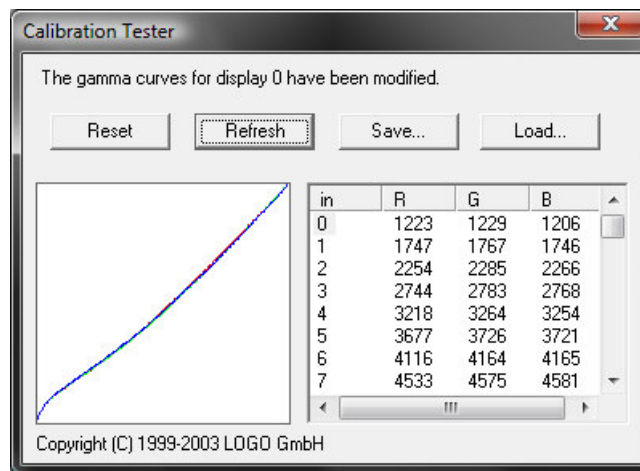 Calibration Tester
The gamma curves for display 0 have been modified.
Reset Refresh Save... Load...
in R G B
0 1223 1229 1206
1 1747 1767 1746
2 2254 2285 2266
3 2744 2783 2768
4 3218 3264 3254
5 3677 3726 3721
6 4116 4164 4165
7 4533 4575 4581
Copyright (C) 1999-2003 LOGO GmbH